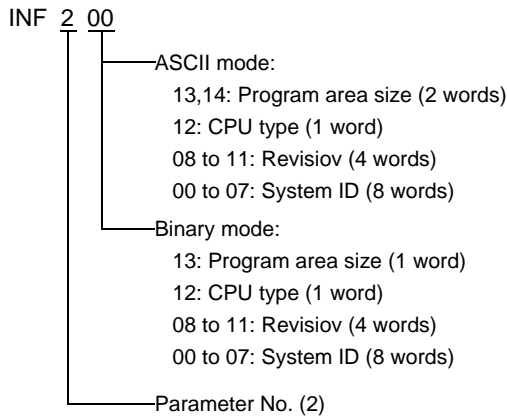 INF 2 00
ASCII mode:
13,14: Program area size (2 words)
12: CPU type (1 word)
08 to 11: Revisiov (4 words)
00 to 07: System ID (8 words)
Binary mode:
13: Program area size (1 word)
12: CPU type (1 word)
08 to 11: Revisiov (4 words)
00 to 07: System ID (8 words)
Parameter No. (2)